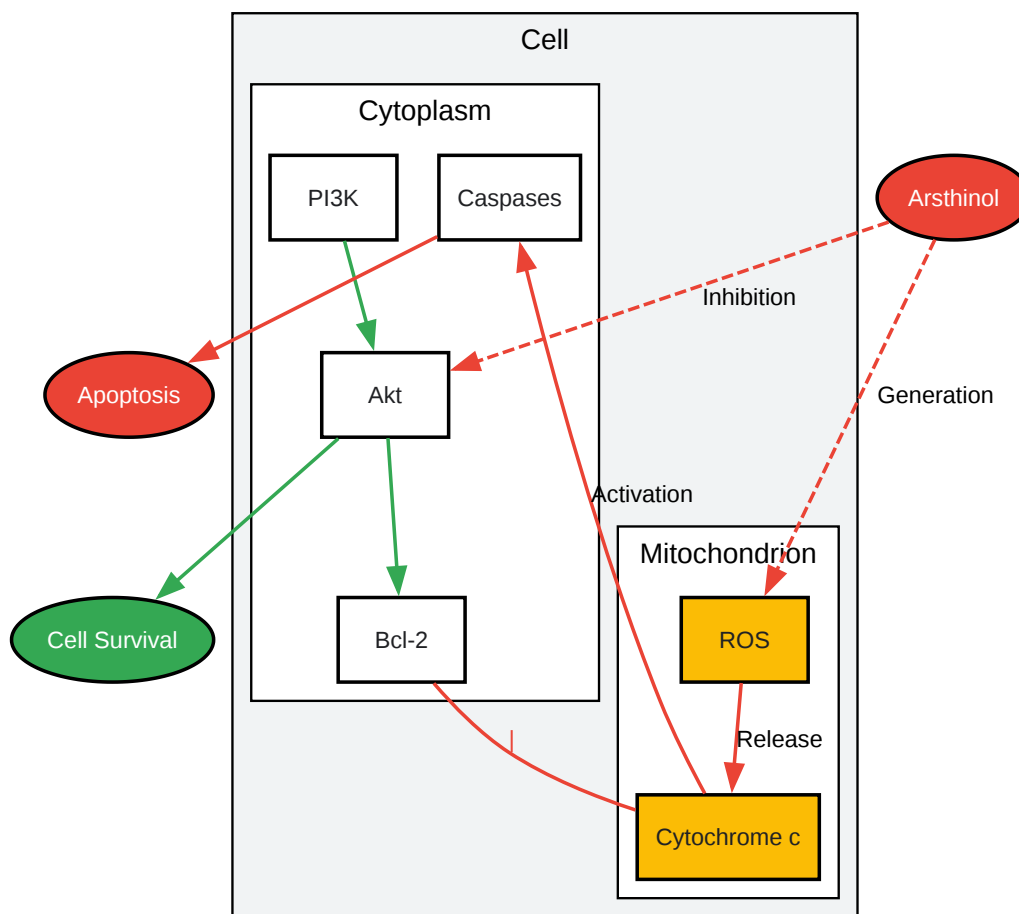 Cell
Cytoplasm
PI3K
Caspases
Arsthinol
Inhibition
Apoptosis
Akt
Generation
Activation
Mitochondrion
Cell Survival
Bcl-2
ROS
Release
Cytochrome c